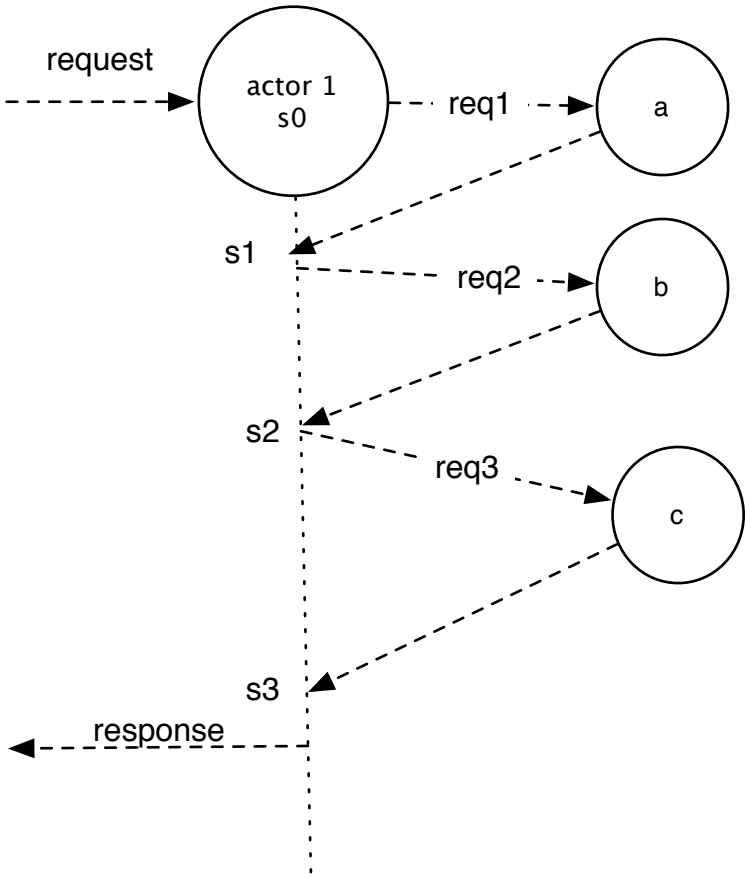 request
actor 1
s0
req1
a
s1
req2
b
s2
req3
c
s3
response